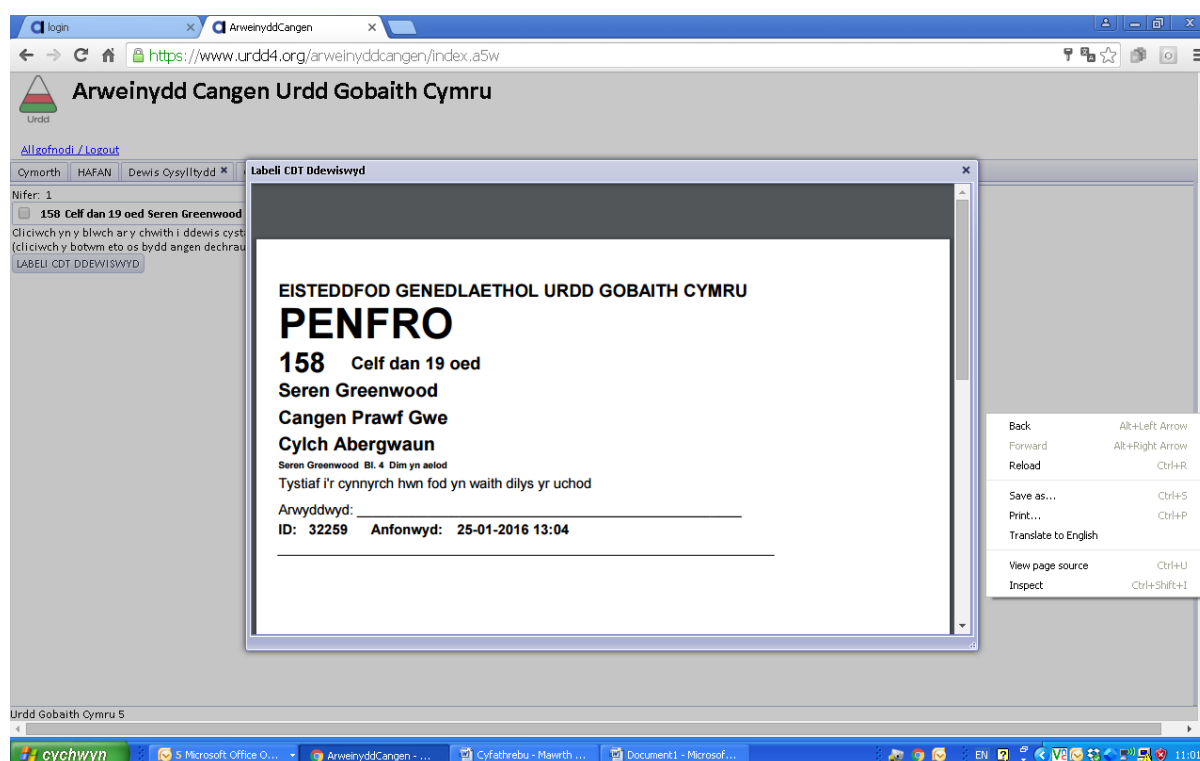 login
ArweinyddCangen
https://www.urdd4.org/arweinyddcangen/index.a5w
Urdd
Arweinydd Cangen Urdd Gobaith Cymru
Allgofnodi / Logout
Cymorth HAFAN Dewis Cysylltydd
Nifer: 1
158 Celf dan 19 oed Seren Greenwood
Cliciwch yn y blwch ar y chwith i ddewis
(cliciwch y botwm eto os bydd angen
LABELI CDT DDEWISWYD
Labeli CDT Ddewiswyd
EISTEDDFOD GENEDLAETHOL URDD GOBAITH CYMRU
PENFRO
158 Celf dan 19 oed
Seren Greenwood
Cangen Prawf Gwe
Cylch Abergwaun
Seren Greenwood Bl. 4 Dim yn aelod
Tystiaf i'r cynnyrch hwn fod yn waith dilys yr uchod
Arwyddwyd:
ID: 32259 Anfonwyd: 25-01-2016 13:04
Back Alt+Left Arrow
Forward Alt+Right Arrow
Reload Ctrl+R
Save as... Ctrl+S
Print... Ctrl+P
Translate to English
View page source Ctrl+U
Inspect Ctrl+Shift+I
Urdd Gobaith Cymru 5
cychwyn
5 Microsoft Office O...
ArweinyddCangen - ...
Cyfathrebu - Mawrth ...
Document1 - Microsof...
EN
11:01